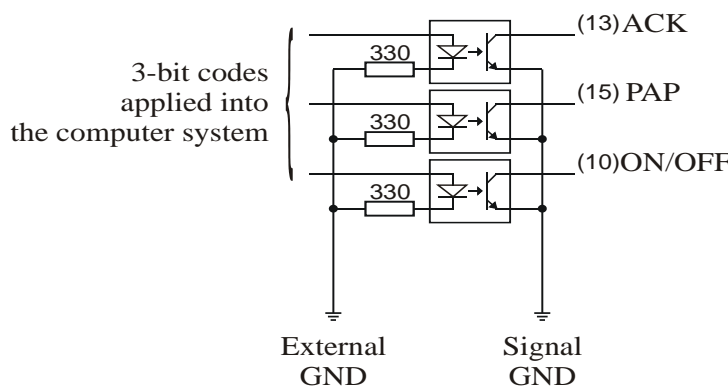 (13)ACK
330
3-bit codes
applied into
the computer system
(15) PAP
330
(10)ON/OFF
330
External
GND
Signal
GND